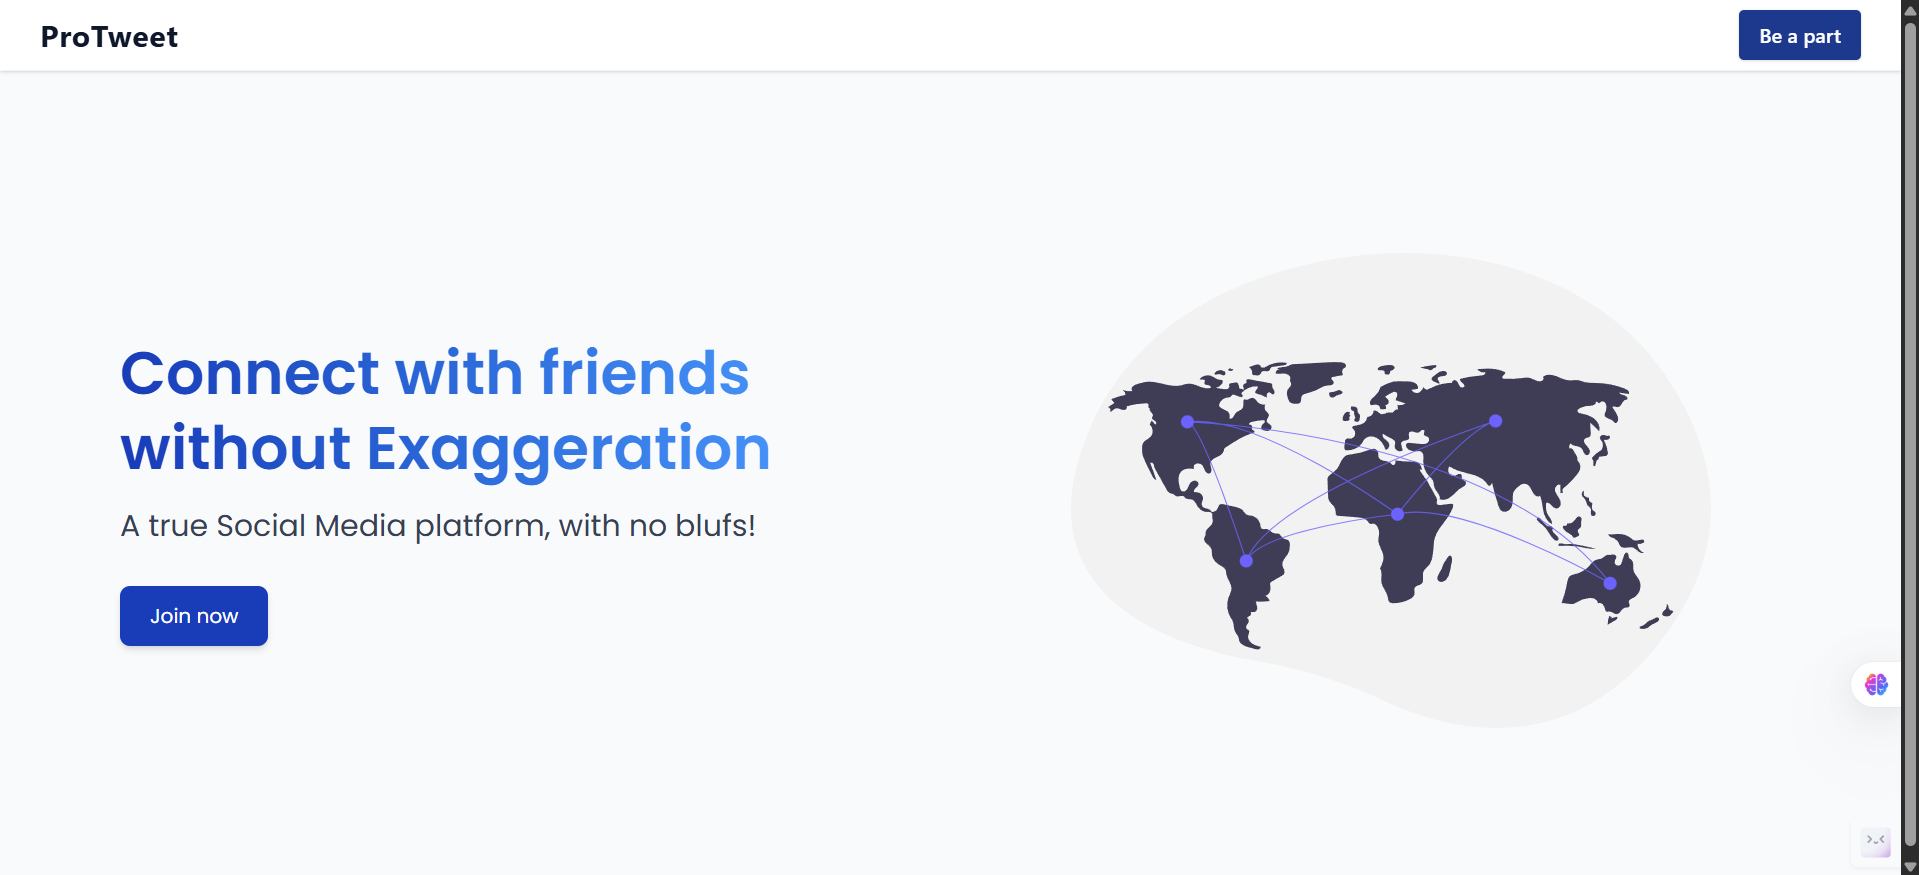 ProTweet
Be a part
Connect with friends
without Exaggeration
A true Social Media platform, with no blufs!
Join now